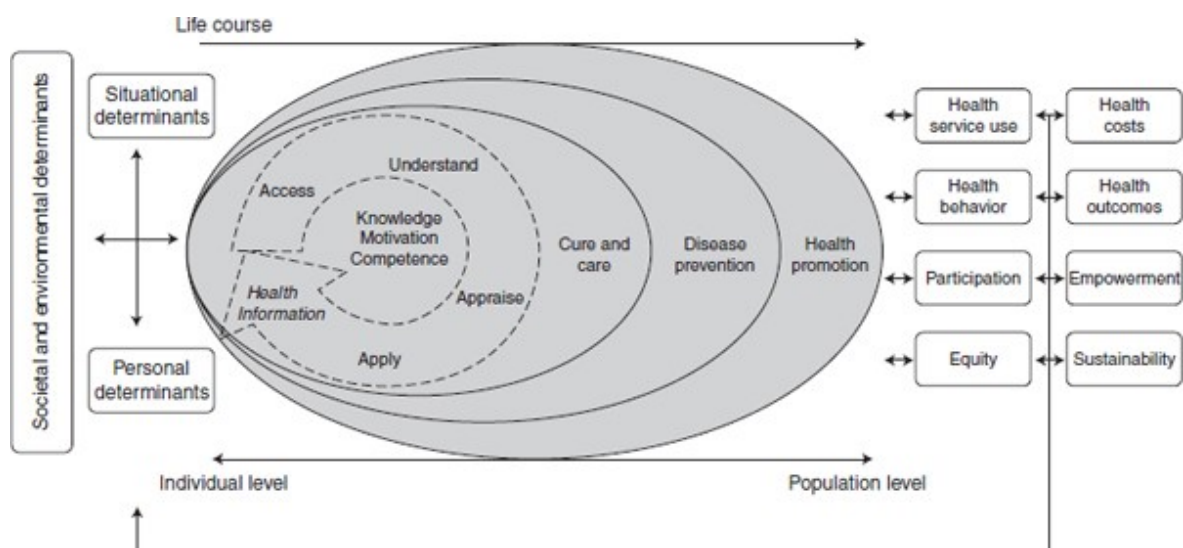 Life course
Societal and environmental determinants
Situational
determinants
Personal
determinants
Access
Understand
Knowledge
Motivation
Competence
Health
Information
Appraise
Apply
Cure and
care
Disease
prevention
Health
promotion
Health
service use
Health
costs
Health
behavior
Health
outcomes
Participation
Empowerment
Equity
Sustainability
Individual level
Population level